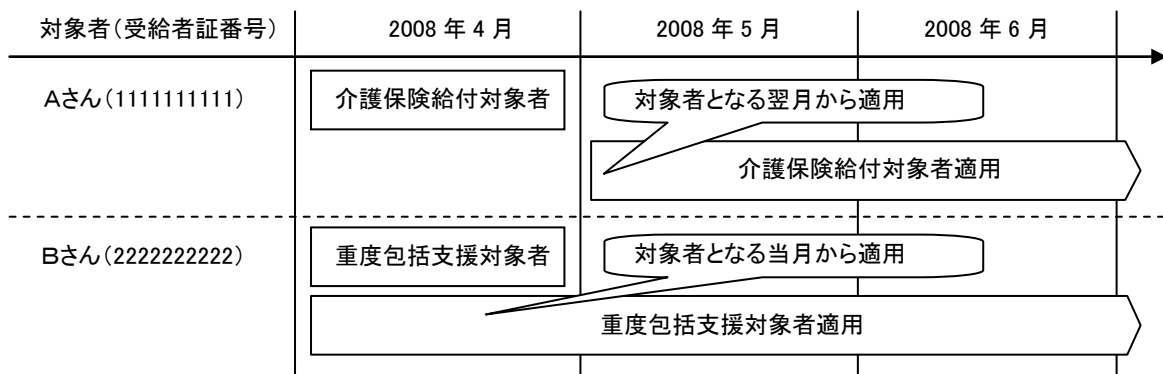 対象者（受給者証番号） 2008 年 4 月 2008 年 5 月 2008 年 6 月
Aさん（1111111111） 介護保険給付対象者 対象者となる翌月から適用
介護保険給付対象者適用
Bさん（2222222222） 重度包括支援対象者 対象者となる当月から適用
重度包括支援対象者適用